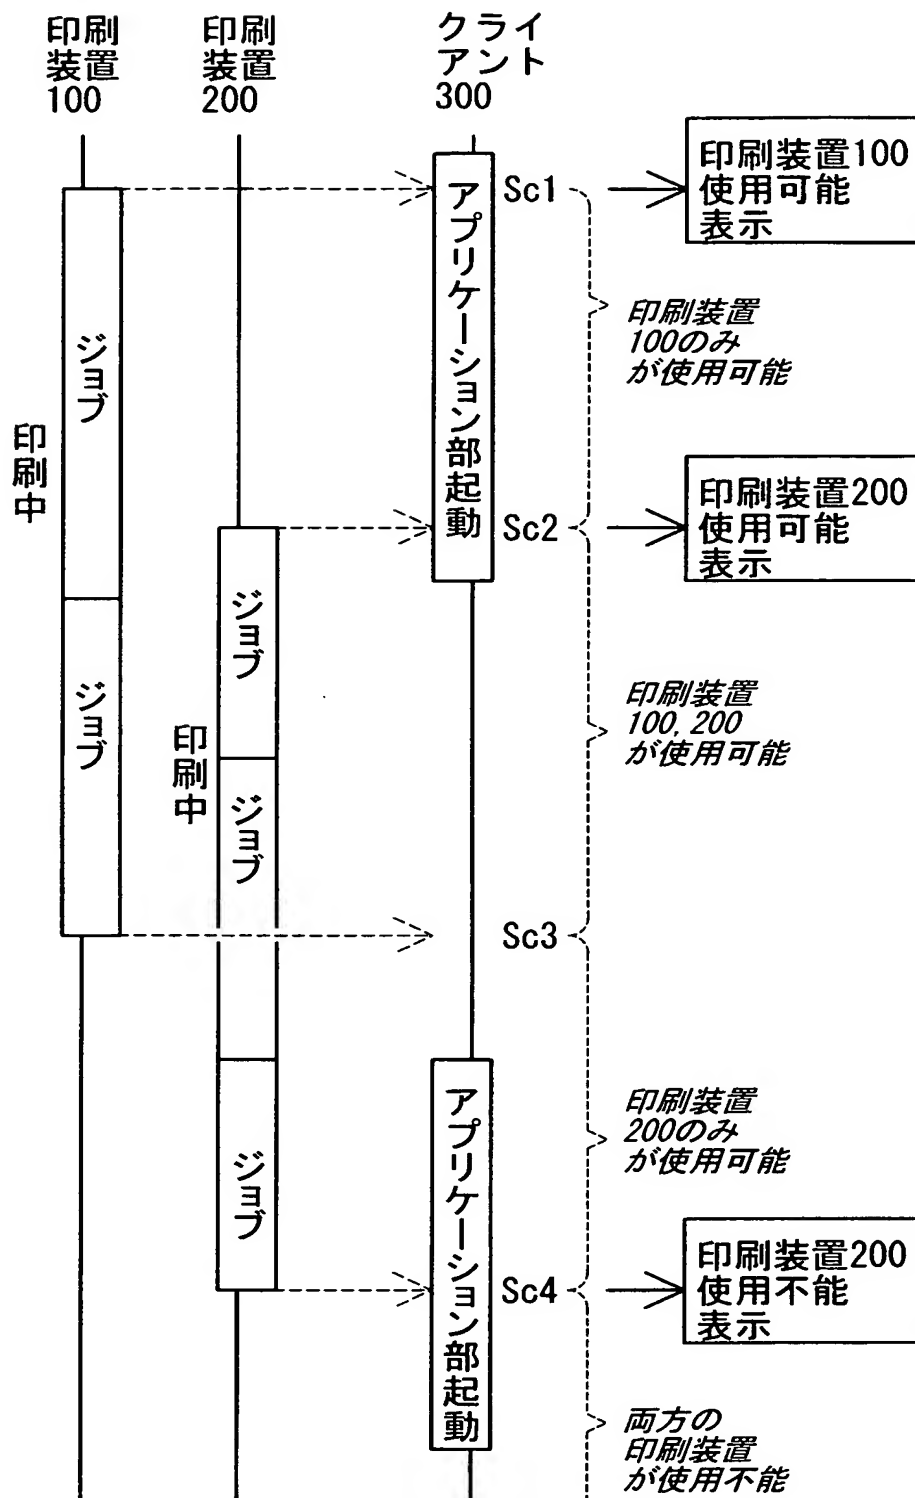 印刷
装置
100
印刷
装置
200
クライ
アント
300
印刷装置100
使用可能
表示
アプリケーション部起動
Sc1
印刷装置
100のみ
が使用可能
ジョブ
印刷中
印刷装置200
使用可能
表示
Sc2
ジョブ
ジョブ
印刷装置
100, 200
が使用可能
印刷中
ジョブ
Sc3
アプリケーション部起動
印刷装置
200のみ
が使用可能
ジョブ
印刷装置200
使用不能
表示
Sc4
両方の
印刷装置
が使用不能